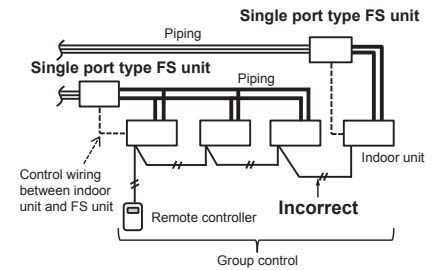 Single port type FS unit
Piping
Single port type FS unit
Piping
Indoor unit
Control wiring
between indoor
unit and FS unit
Remote controller
Incorrect
Group control